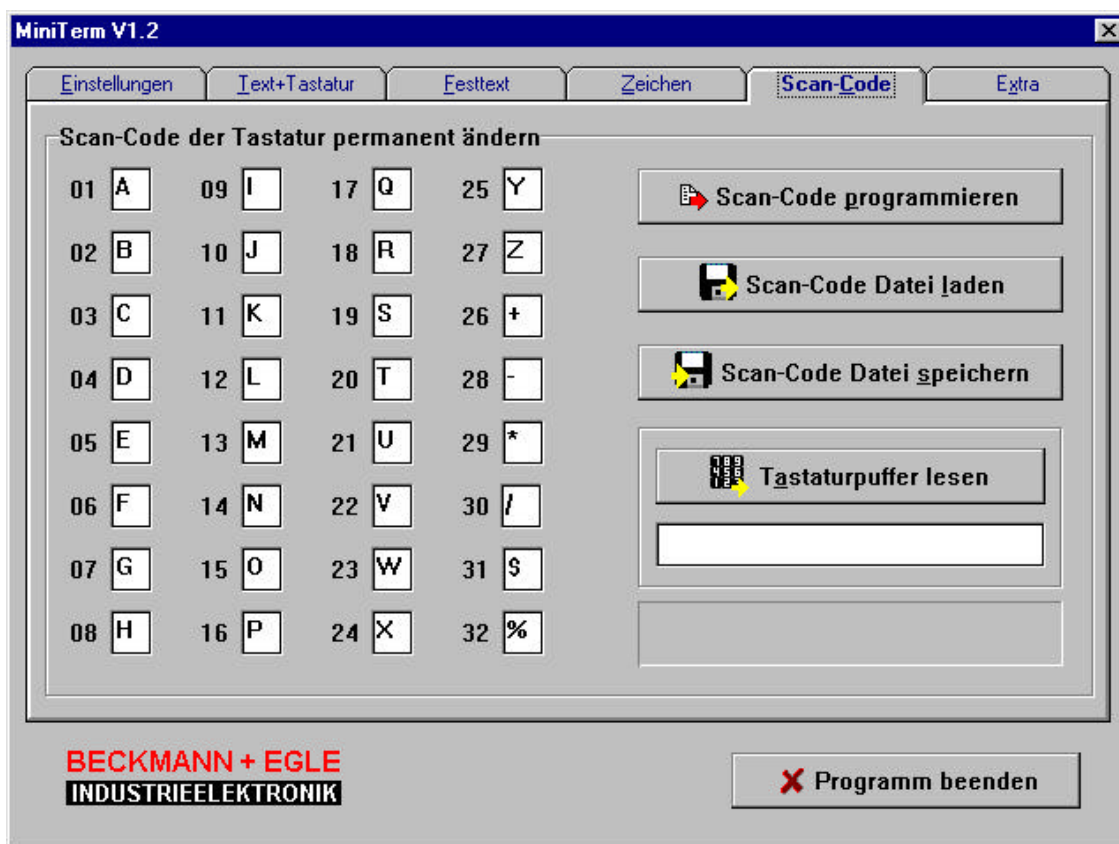 MiniTerm V1.2
Einstellungen Text+Tastatur Festtext Zeichen Scan-Code Extra
Scan-Code der Tastatur permanent ändern
01 A 09 I 17 Q 25 Y
02 B 10 J 18 R 27 Z
03 C 11 K 19 S 26 +
04 D 12 L 20 T 28 -
05 E 13 M 21 U 29 *
06 F 14 N 22 V 30 /
07 G 15 O 23 W 31 $
08 H 16 P 24 X 32 %
Scan-Code programmieren
Scan-Code Datei laden
Scan-Code Datei speichern
Tastaturpuffer lesen
BECKMANN + EGLE
INDUSTRIEELEKTRONIK
Programm beenden